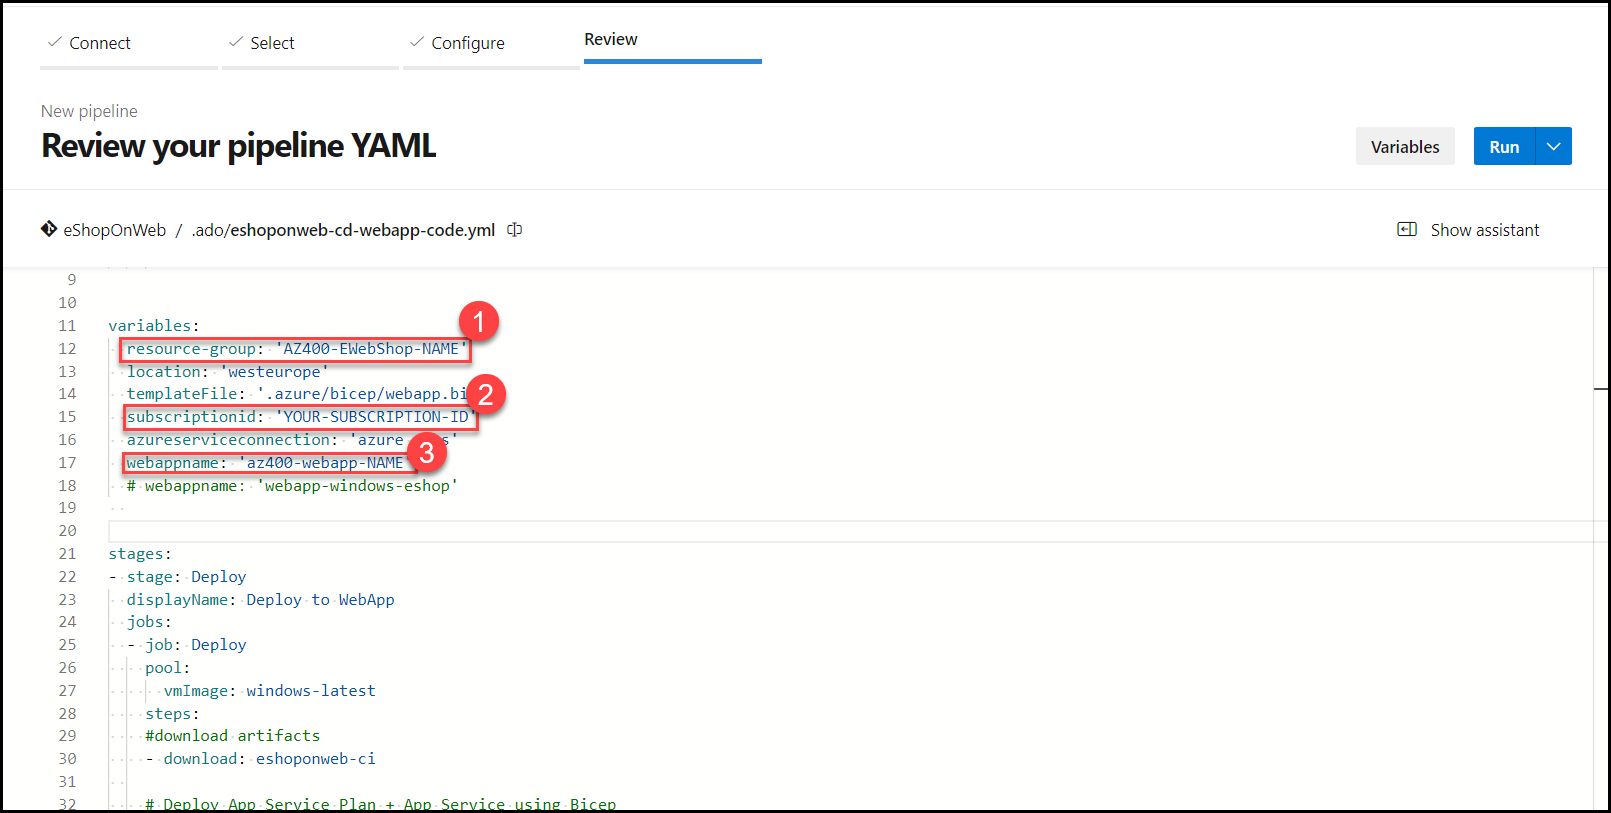 Connect Select Configure Review
New pipeline
Review your pipeline YAML
Variables Run
eShopOnWeb / .ado/eshoponweb-cd-webapp-code.yml Show assistant
9
10
11 variables: 1
12 resource-group: 'AZ400-EWebShop-NAME'
13 location: 'westeurope'
14 templateFile: '.azure/bicep/webapp.bi 2
15 subscriptionid: 'YOUR-SUBSCRIPTION-ID'
16 azureserviceconnection: 'azure s' 3
17 webappname: 'az400-webapp-NAME'
18 # webappname: 'webapp-windows-eshop'
19
20
21 stages:
22 - stage: Deploy
23 displayName: Deploy to WebApp
24 jobs:
25 - job: Deploy
26 pool:
27 vmImage: windows-latest
28 steps:
29 #download artifacts
30 - download: eshoponweb-ci
31
32 # Deploy App Service Plan + App Service using Bicep